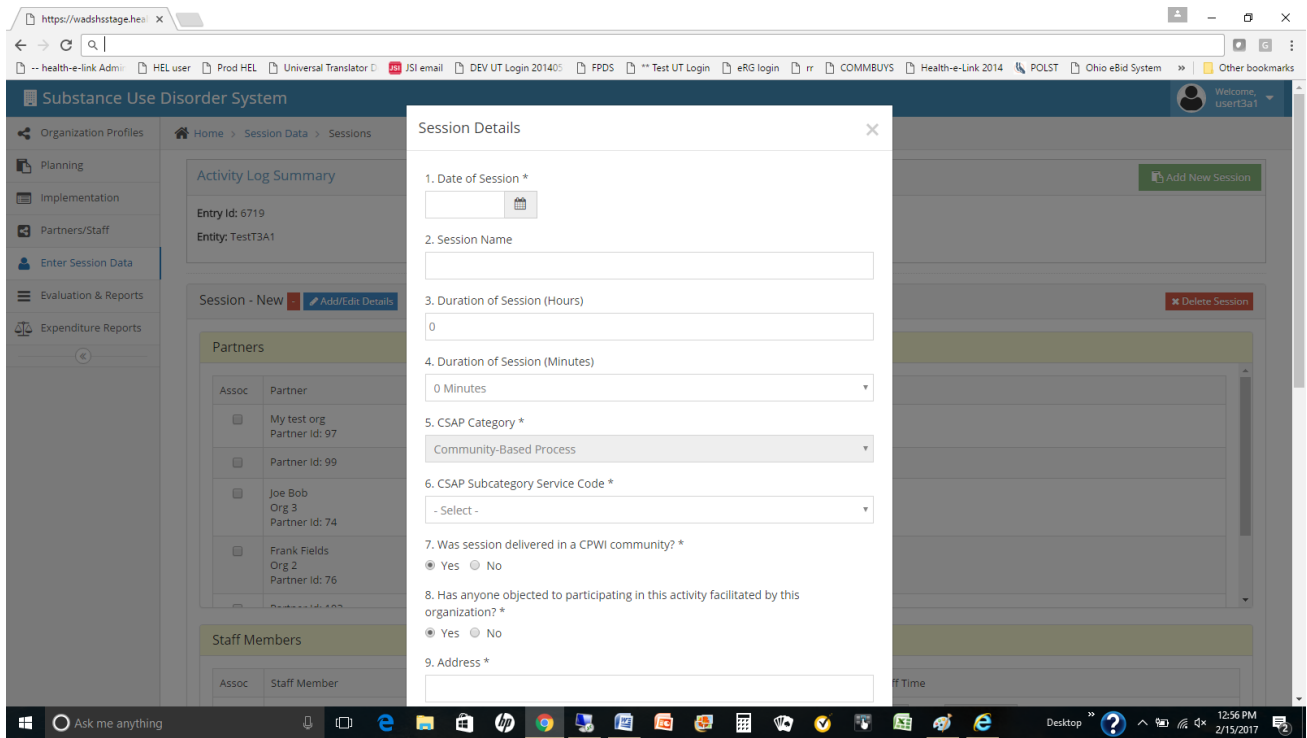 https://wadshsstage.heal
-- health-e-link Admin HEL user Prod HEL Universal Translator D JSI JSI email DEV UT Login 201405 FPDS ** Test UT Login eRG login rr COMMBUYS Health-e-Link 2014 POLST Ohio eBid System » Other bookmarks
Substance Use Disorder System
Welcome,
usert3a1
Organization Profiles
Planning
Implementation
Partners/Staff
Enter Session Data
Evaluation & Reports
Expenditure Reports
Home > Session Data > Sessions
Activity Log Summary
Add New Session
Entry Id: 6719
Entity: TestT3A1
Session - New - Add/Edit Details
Delete Session
Partners
Assoc Partner
My test org
Partner Id: 97
Partner Id: 99
Joe Bob
Org 3
Partner Id: 74
Frank Fields
Org 2
Partner Id: 76
Staff Members
Assoc Staff Member
ff Time
Session Details
1. Date of Session *
2. Session Name
3. Duration of Session (Hours)
0
4. Duration of Session (Minutes)
0 Minutes
5. CSAP Category *
Community-Based Process
6. CSAP Subcategory Service Code *
- Select -
7. Was session delivered in a CPWI community? *
Yes No
8. Has anyone objected to participating in this activity facilitated by this
organization? *
Yes No
9. Address *
Ask me anything
Desktop »
12:56 PM
2/15/2017